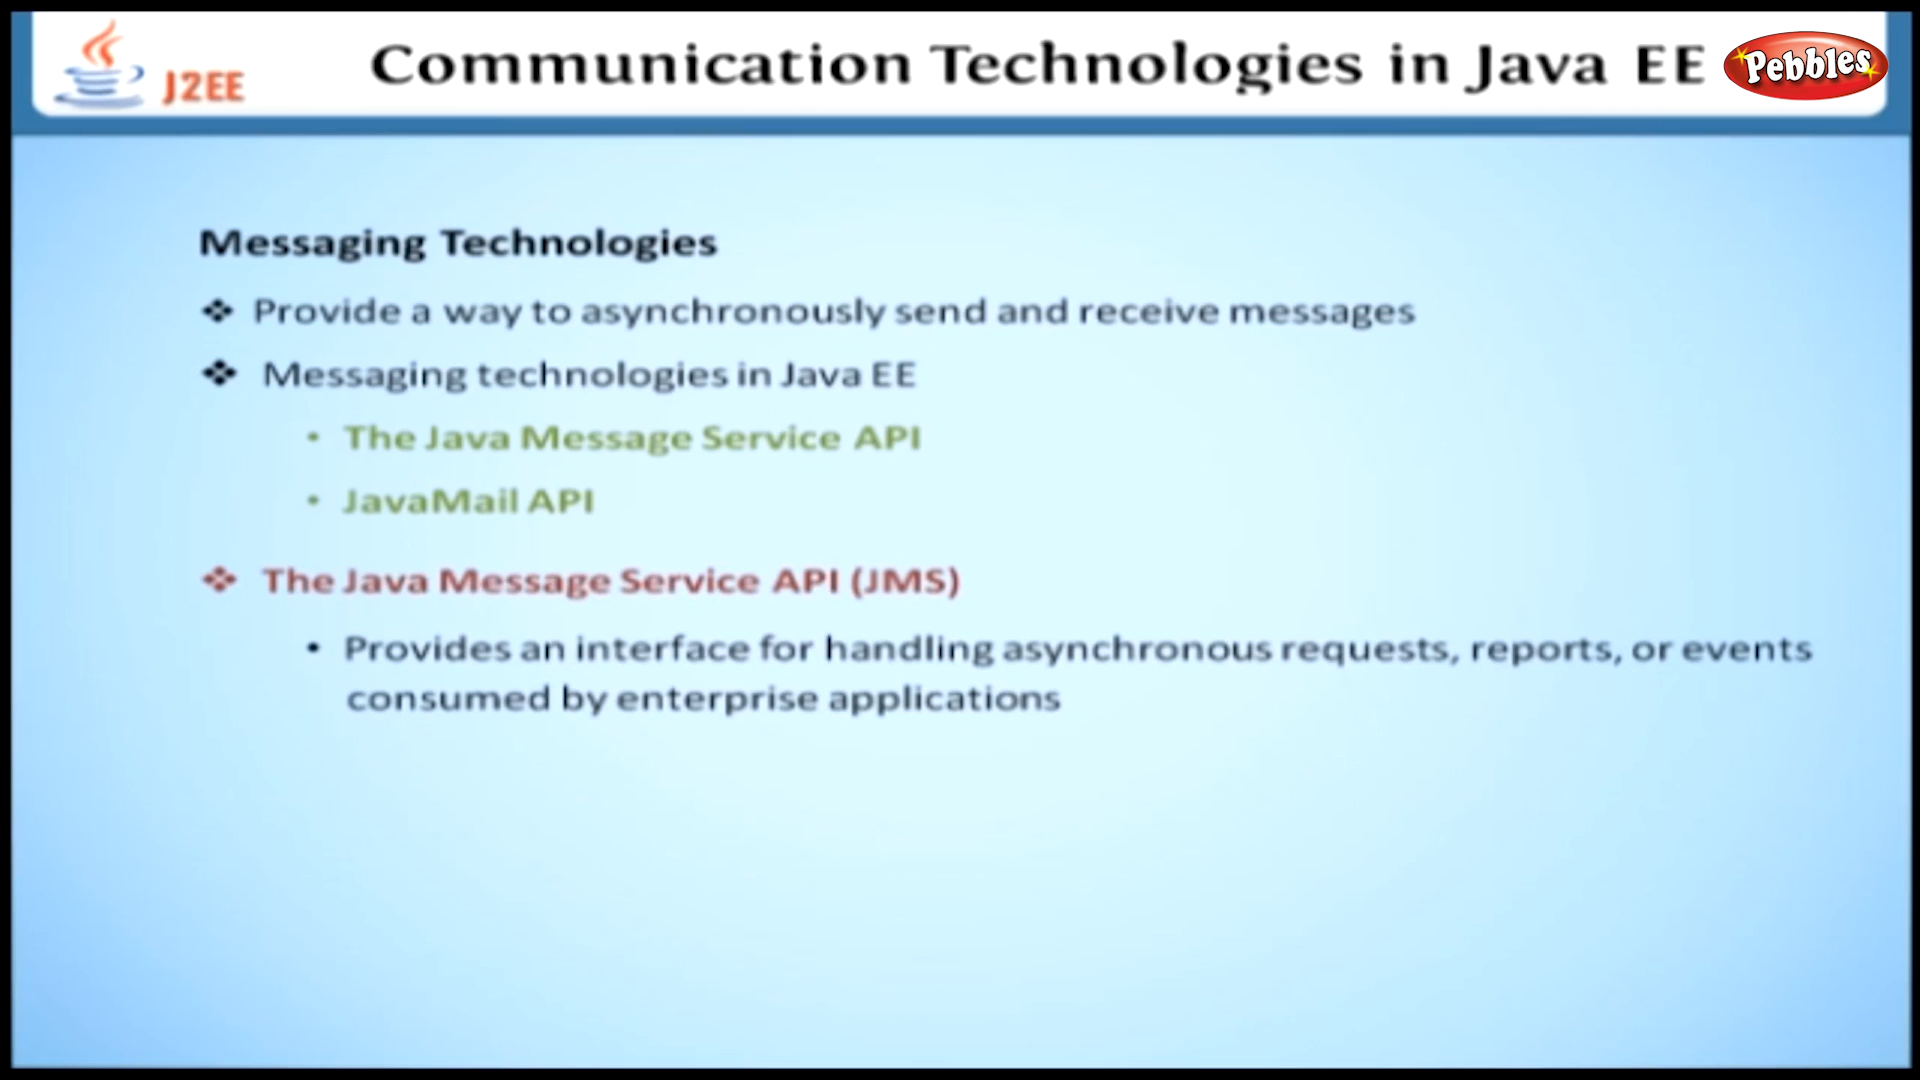 J2EE
Communication Technologies in Java EE
Pebbles
Messaging Technologies
❖ Provide a way to asynchronously send and receive messages
❖ Messaging technologies in Java EE
• The Java Message Service API
• JavaMail API
❖ The Java Message Service API (JMS)
• Provides an interface for handling asynchronous requests, reports, or events
consumed by enterprise applications